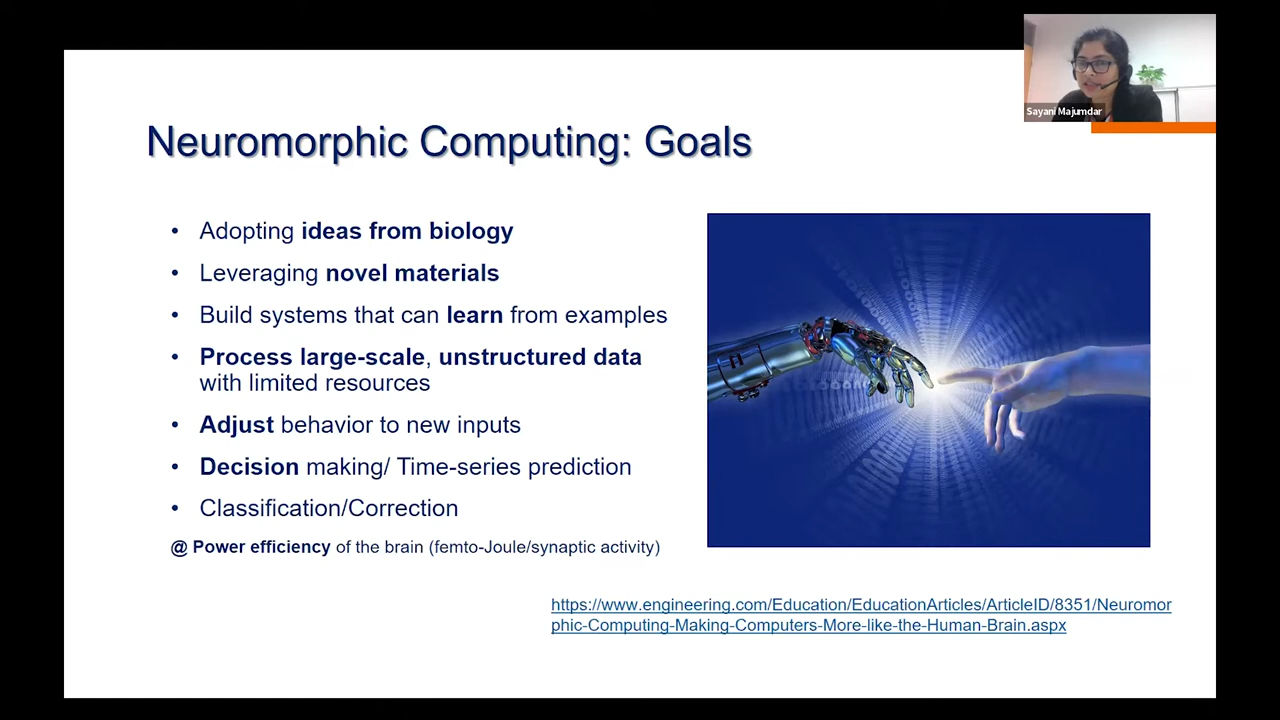 Sayani Majumdar
Neuromorphic Computing: Goals
• Adopting ideas from biology
• Leveraging novel materials
• Build systems that can learn from examples
• Process large-scale, unstructured data
with limited resources
• Adjust behavior to new inputs
• Decision making/ Time-series prediction
• Classification/Correction
@ Power efficiency of the brain (femto-Joule/synaptic activity)
https://www.engineering.com/Education/EducationArticles/ArticleID/8351/Neuromor
phic-Computing-Making-Computers-More-like-the-Human-Brain.aspx